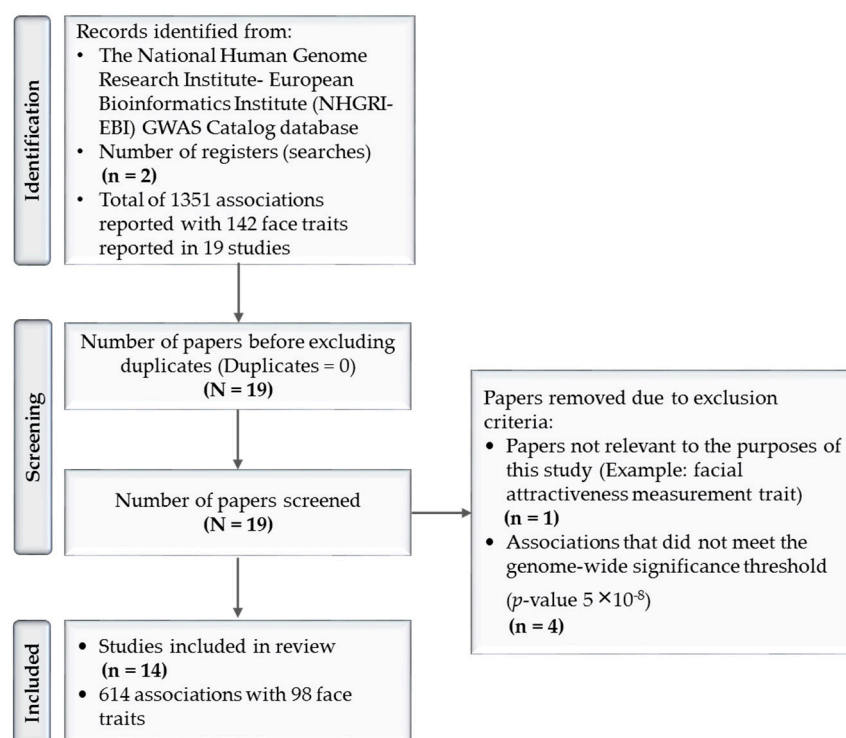 Identification
Records identified from:
• The National Human Genome
Research Institute- European
Bioinformatics Institute (NHGRI-
EBI) GWAS Catalog database
• Number of registers (searches)
(n = 2)
• Total of 1351 associations
reported with 142 face traits
reported in 19 studies
Screening
Number of papers before excluding
duplicates (Duplicates = 0)
(N = 19)
Number of papers screened
(N = 19)
Papers removed due to exclusion
criteria:
• Papers not relevant to the purposes of
this study (Example: facial
attractiveness measurement trait)
(n = 1)
• Associations that did not meet the
genome-wide significance threshold
(p-value 5 ×10-8)
(n = 4)
Included
• Studies included in review
(n = 14)
• 614 associations with 98 face
traits